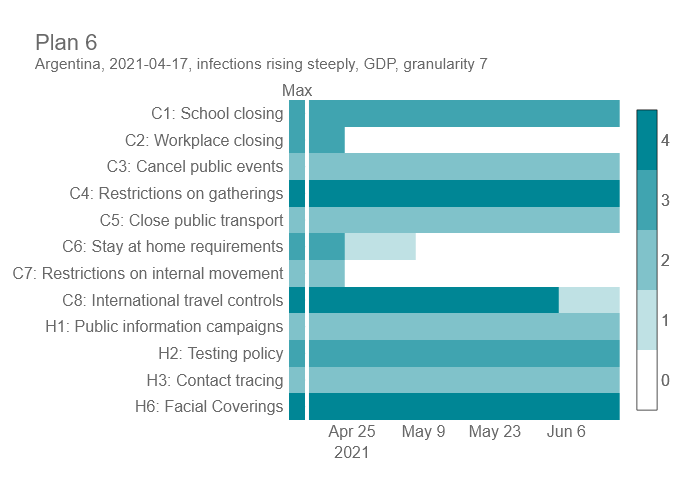 Plan 6
Argentina, 2021-04-17, infections rising steeply, GDP, granularity 7
Max
C1: School closing
C2: Workplace closing
C3: Cancel public events
C4: Restrictions on gatherings
C5: Close public transport
C6: Stay at home requirements
C7: Restrictions on internal movement
C8: International travel controls
H1: Public information campaigns
H2: Testing policy
H3: Contact tracing
H6: Facial Coverings
4
3
2
1
0
Apr 25 May 9 May 23 Jun 6
2021